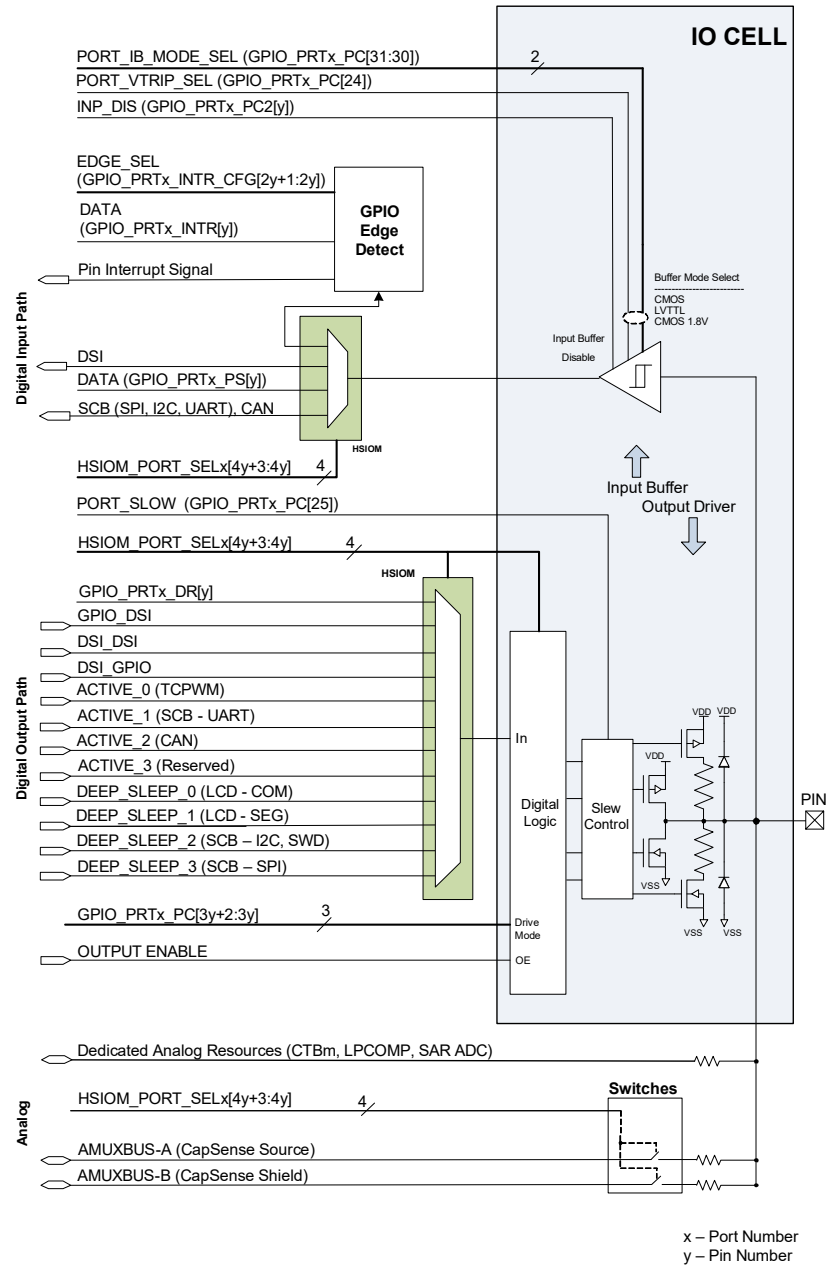 IO CELL
PORT_IB_MODE_SEL (GPIO_PRTx_PC[31:30])
2
PORT_VTRIP_SEL (GPIO_PRTx_PC[24])
INP_DIS (GPIO_PRTx_PC2[y])
EDGE_SEL
(GPIO_PRTx_INTR_CFG[2y+1:2y])
DATA
(GPIO_PRTx_INTR[y])
GPIO
Edge
Detect
Pin Interrupt Signal
Digital Input Path
Buffer Mode Select
CMOS
LVTTL
CMOS 1.8V
Input Buffer
Disable
DSI
DATA (GPIO_PRTx_PS[y])
SCB (SPI, I2C, UART), CAN
HSIOM
HSIOM_PORT_SELx[4y+3:4y]
4
Input Buffer
Output Driver
PORT_SLOW (GPIO_PRTx_PC[25])
HSIOM_PORT_SELx[4y+3:4y]
4
HSIOM
Digital Output Path
GPIO_PRTx_DR[y]
GPIO_DSI
DSI_DSI
DSI_GPIO
ACTIVE_0 (TCPWM)
ACTIVE_1 (SCB - UART)
ACTIVE_2 (CAN)
ACTIVE_3 (Reserved)
DEEP_SLEEP_0 (LCD - COM)
DEEP_SLEEP_1 (LCD - SEG)
DEEP_SLEEP_2 (SCB – I2C, SWD)
DEEP_SLEEP_3 (SCB – SPI)
In
Digital
Logic
Slew
Control
VDD
VDD
VDD
VSS
VSS
VSS
PIN
GPIO_PRTx_PC[3y+2:3y]
3
Drive
Mode
OUTPUT ENABLE
OE
Analog
Dedicated Analog Resources (CTBm, LPCOMP, SAR ADC)
Switches
HSIOM_PORT_SELx[4y+3:4y]
4
AMUXBUS-A (CapSense Source)
AMUXBUS-B (CapSense Shield)
x – Port Number
y – Pin Number